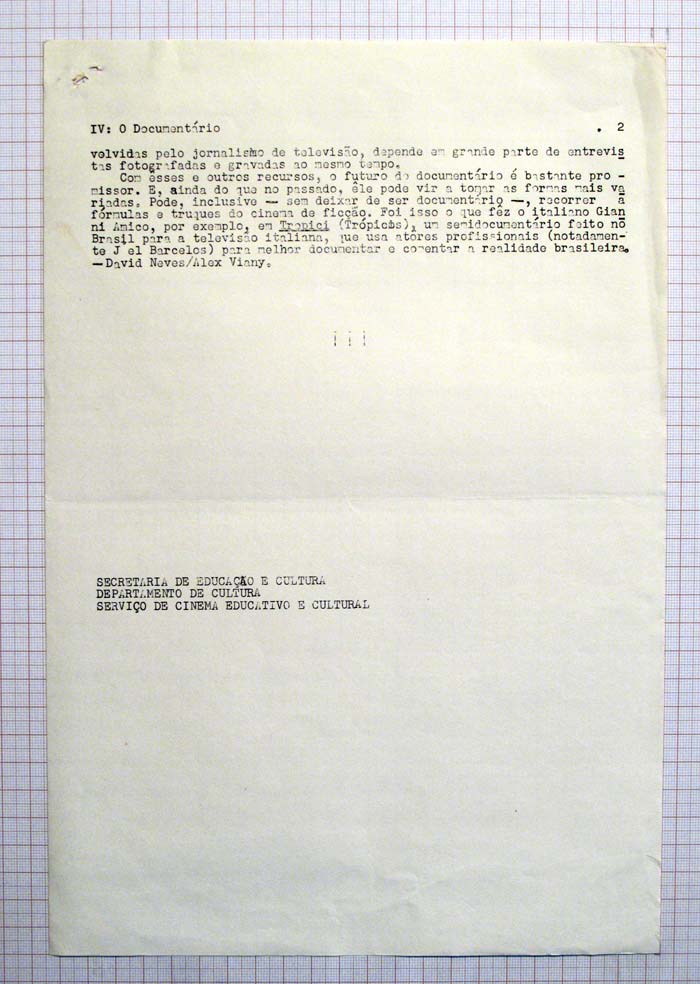 IV: O Documentário . 2
volvidas pelo jornalismo de televisão, depende em grande parte de entrevis
tas fotografadas e gravadas ao mesmo tempo.
Com êsses e outros recursos, o futuro do documentário é bastante pro-
missor. E, ainda do que no passado, êle pode vir a tomar as formas mais va
riadas. Pode, inclusive — sem deixar de ser documentário —, recorrer a
fórmulas e truques do cinema de ficção. Foi isso o que fez o italiano Gian
ni Amico, por exemplo, em Tropici (Trópicos), um semidocumentário feito no
Brasil para a televisão italiana, que usa atores profissionais (notadamen-
te J el Barcelos) para melhor documentar e comentar a realidade brasileira.
—David Neves/Alex Viany.
SECRETARIA DE EDUCAÇÃO E CULTURA
DEPARTAMENTO DE CULTURA
SERVIÇO DE CINEMA EDUCATIVO E CULTURAL